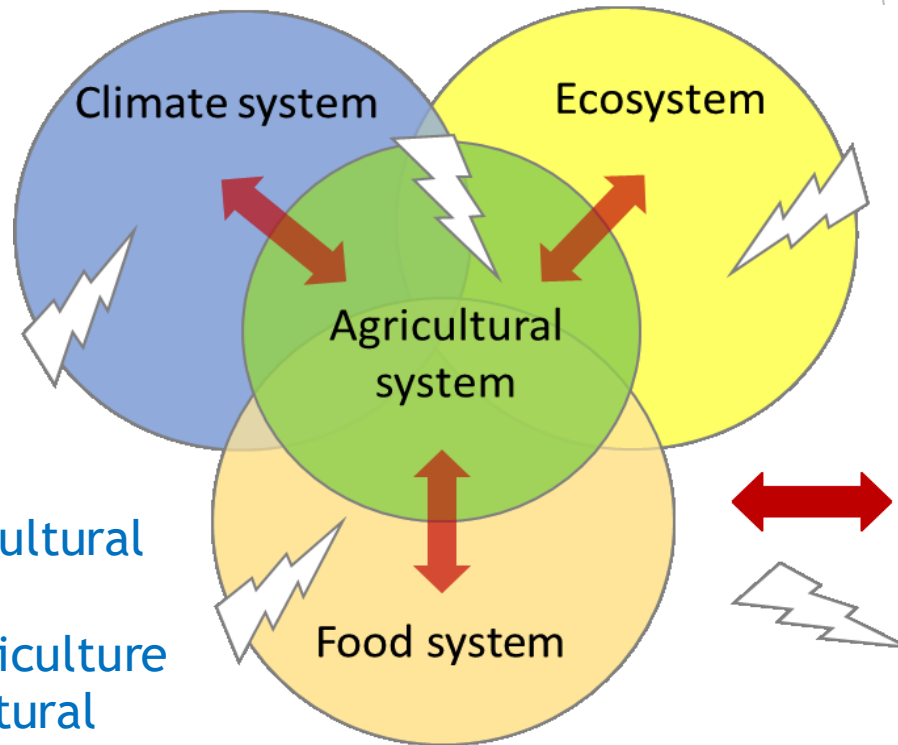 Climate system
Ecosystem
Agricultural
system
ultural
Food system
iculture
tural